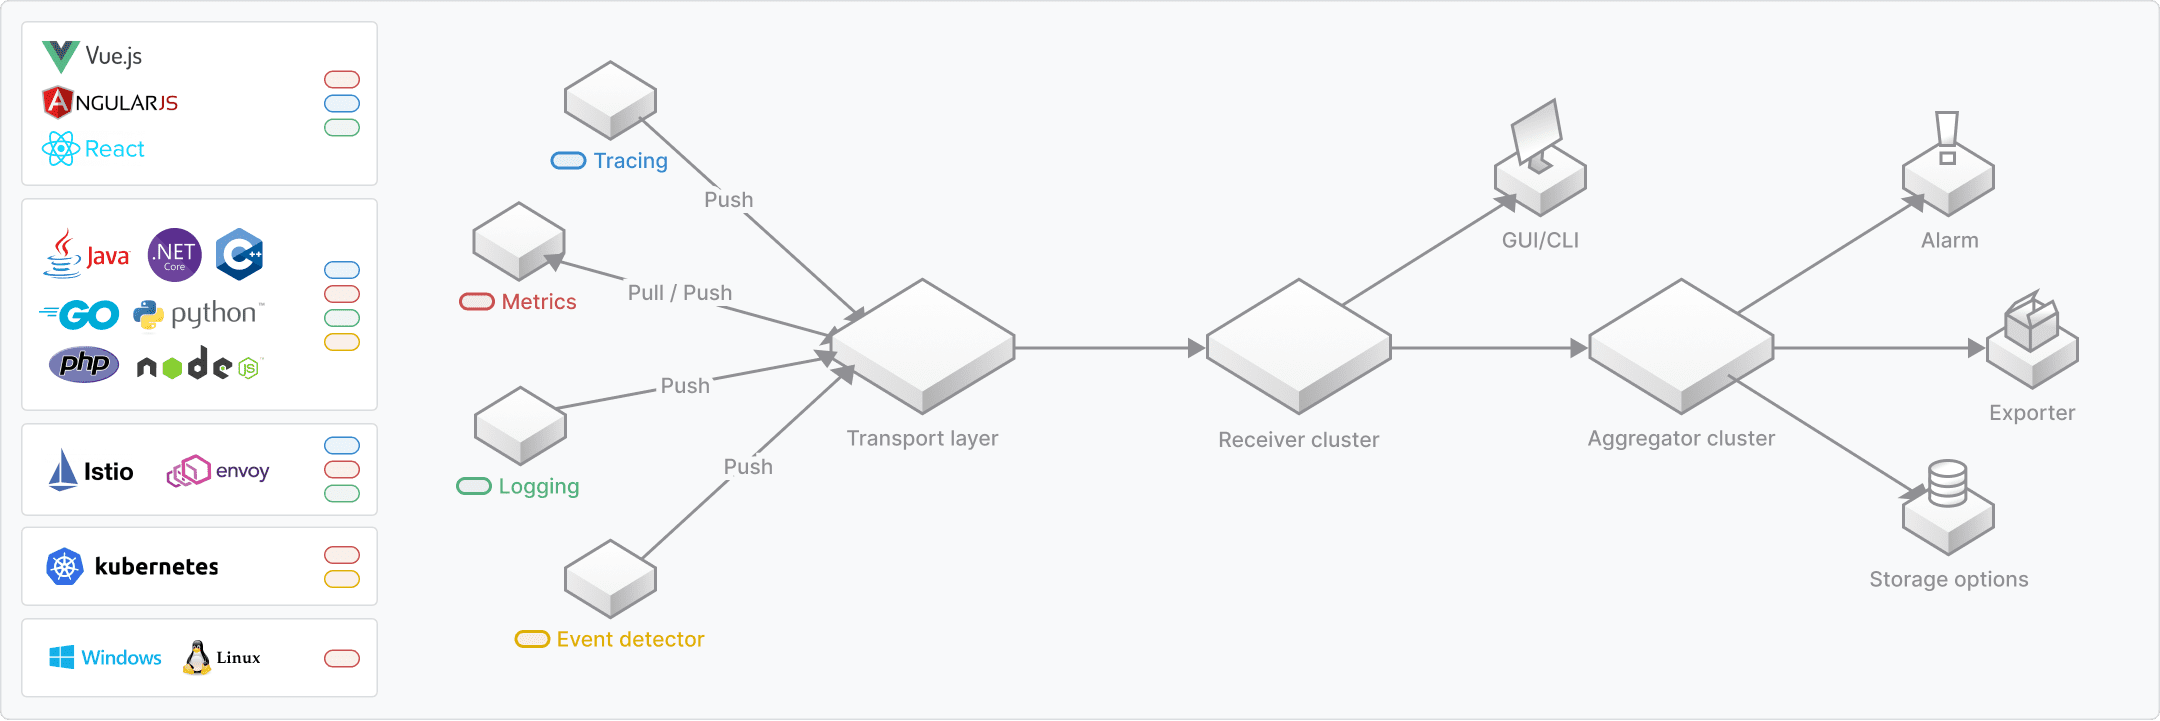 Vue.js
ANGULARJS
React
Java
.NET
Core
C++
GO
python™
php
node
JS
Istio
envoy
kubernetes
Windows
Linux
Tracing
Push
Metrics
Pull / Push
Logging
Push
Push
Event detector
Transport layer
Receiver cluster
GUI/CLI
Aggregator cluster
Alarm
Exporter
Storage options